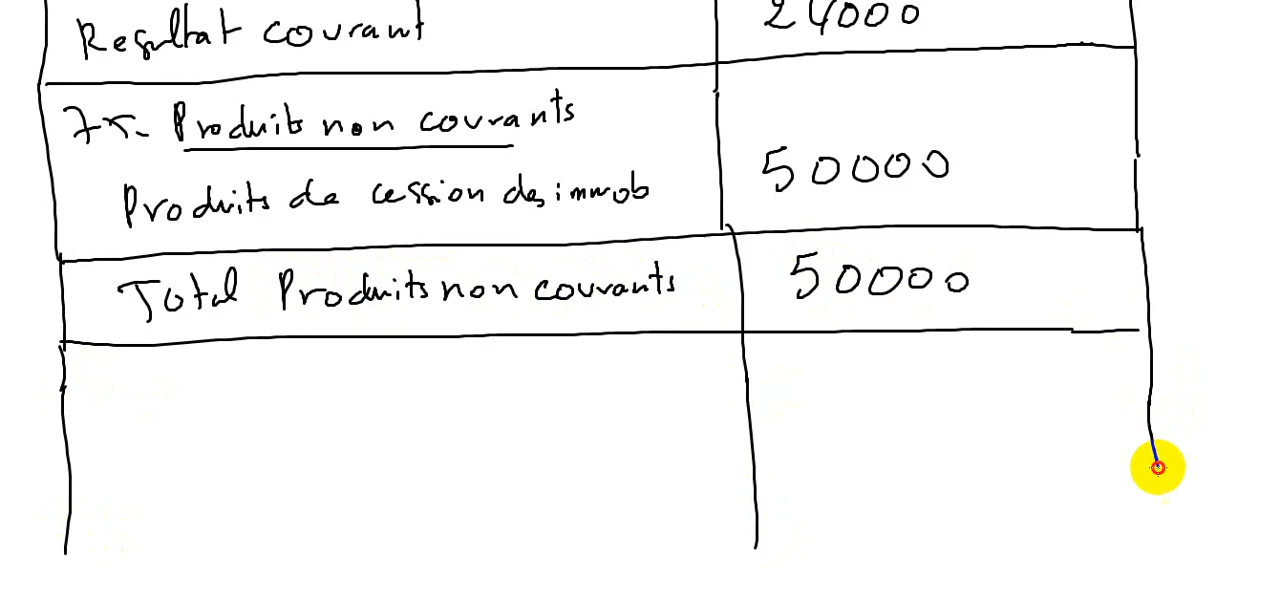 Resultat courant 24000
75- Produits non courants
Produits de cession des immob 50000
Total Produits non courants 50000